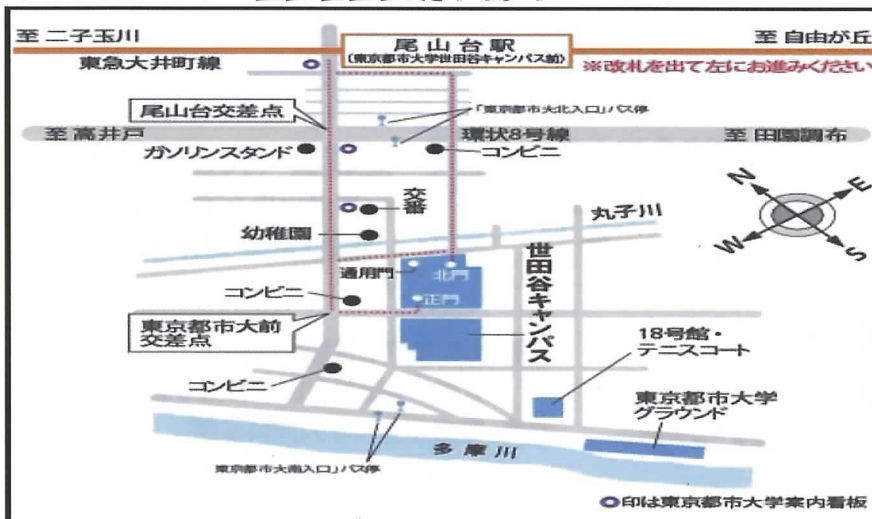 至 二子玉川
尾山台駅
(東京都市大学世田谷キャンパス前)
至 自由が丘
東急大井町線
※改札を出て左にお進みください
尾山台交差点
「東京都市大北入口」バス停
至 高井戸
環状8号線
至 田園調布
ガソリンスタンド
コンビニ
交番
幼稚園
丸子川
N
E
W
S
通用門
北門
世田谷キャンパス
コンビニ
正門
東京都市大前
交差点
18号館・
テニスコート
コンビニ
東京都市大学
グラウンド
多摩川
東京都市大南入口」バス停
◎印は東京都市大学案内看板